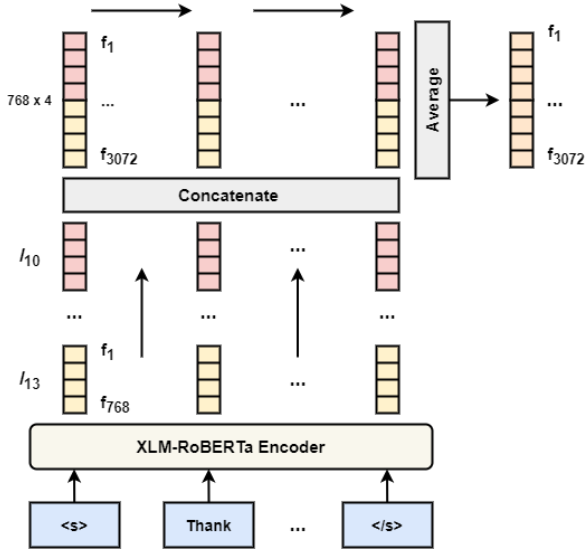 f1
f1
768 x 4
...
...
...
f3072
f3072
Average
Concatenate
l10
...
...
...
...
l13
f1
...
f768
XLM-RoBERTa Encoder
<s>
Thank
...
</s>